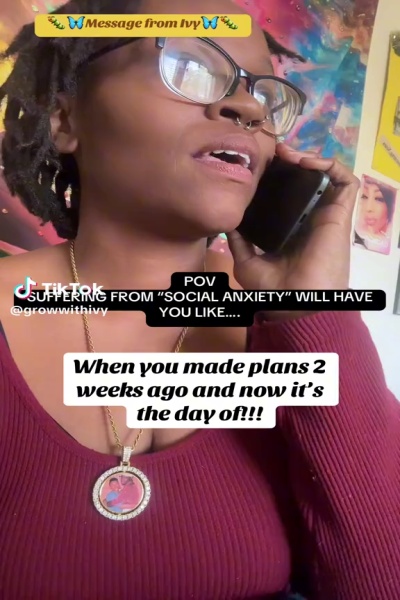 🐛🦋Message from Ivy🦋🐛
POV
SUFFERING FROM “SOCIAL ANXIETY” WILL HAVE
YOU LIKE....
TikTok
@growwithivy
When you made plans 2
weeks ago and now it’s
the day of!!!